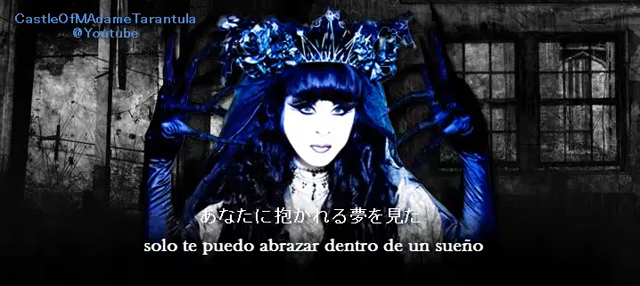 CastleOfMAdameTarantula
@Youtube
あなたに抱かれる夢を見た
solo te puedo abrazar dentro de un sueño